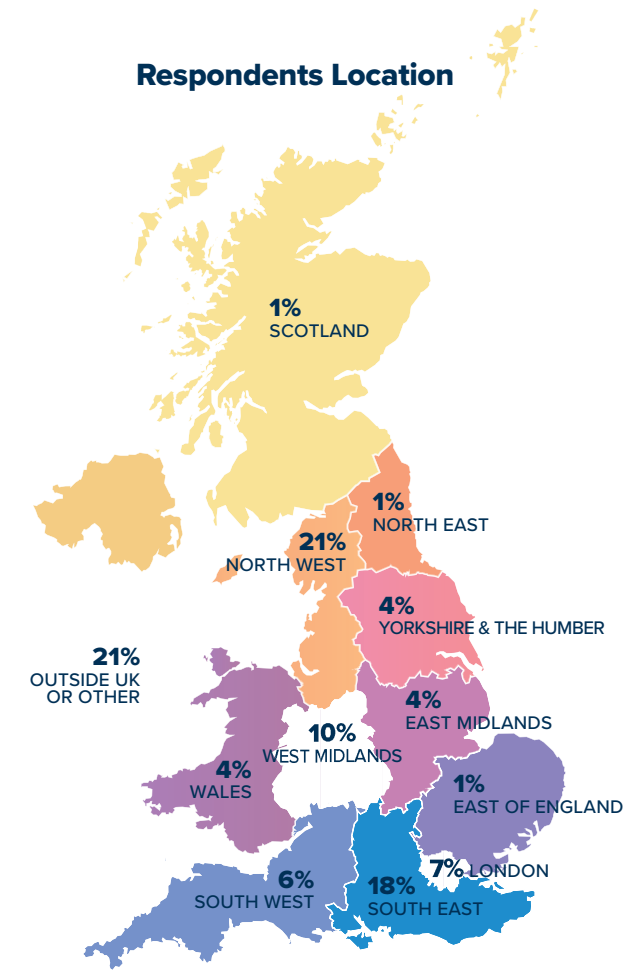 Respondents Location
1%
SCOTLAND
1%
NORTH EAST
21%
NORTH WEST
4%
YORKSHIRE & THE HUMBER
21%
OUTSIDE UK
OR OTHER
4%
EAST MIDLANDS
10%
WEST MIDLANDS
4%
WALES
1%
EAST OF ENGLAND
7% LONDON
6%
SOUTH WEST
18%
SOUTH EAST